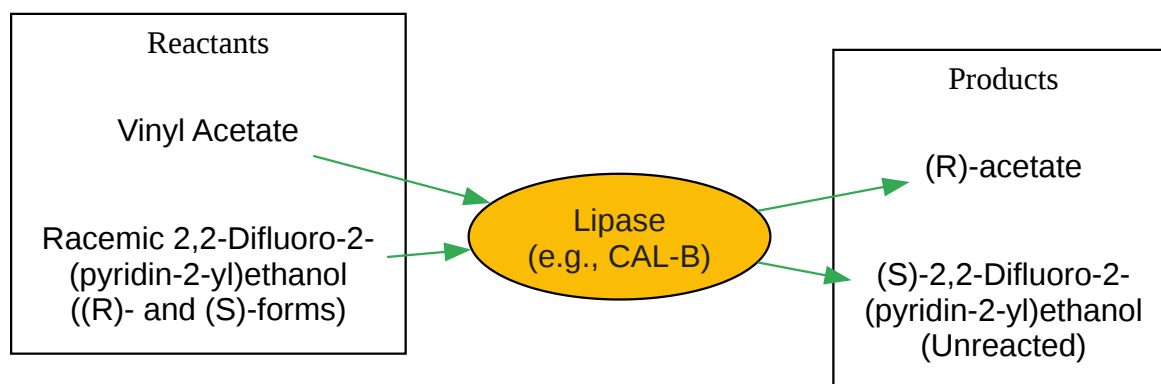 Reactants
Vinyl Acetate
Racemic 2,2-Difluoro-2-
(pyridin-2-yl)ethanol
((R)- and (S)-forms)
Lipase
(e.g., CAL-B)
Products
(R)-acetate
(S)-2,2-Difluoro-2-
(pyridin-2-yl)ethanol
(Unreacted)